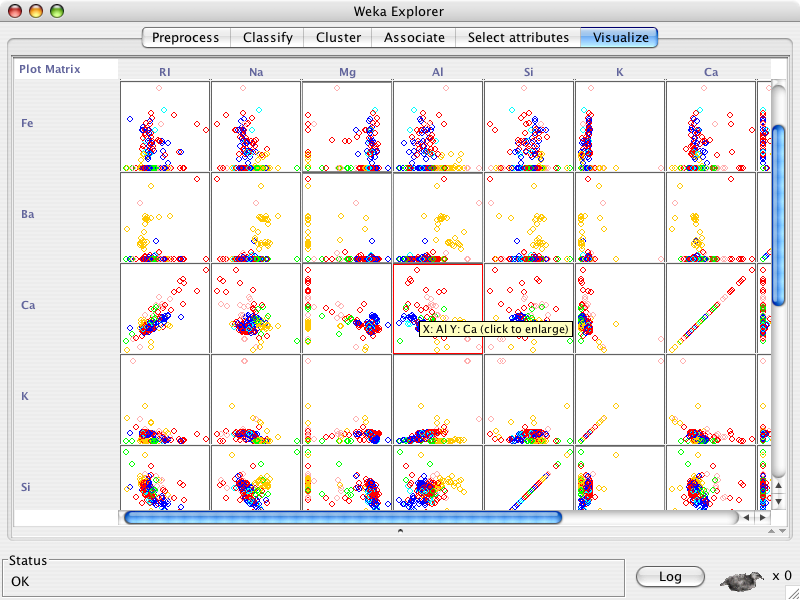 Weka Explorer
Preprocess Classify Cluster Associate Select attributes Visualize
Plot Matrix RI Na Mg Al Si K Ca
Fe
Ba
Ca
X: Al Y: Ca (click to enlarge)
K
Si
Status
OK
Log
x 0